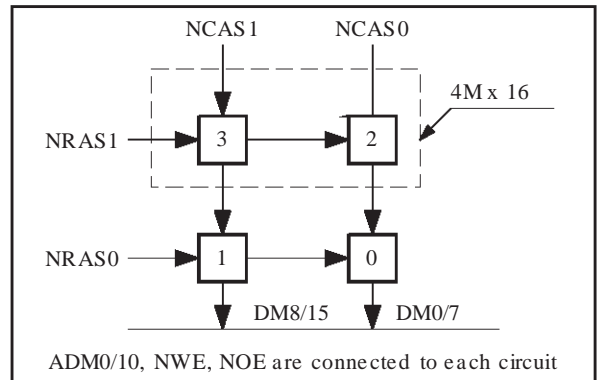 NCAS1 NCAS0
4M x 16
NRAS1 3 2
NRAS0 1 0
DM8/15 DM0/7
ADM0/10, NWE, NOE are connected to each circuit